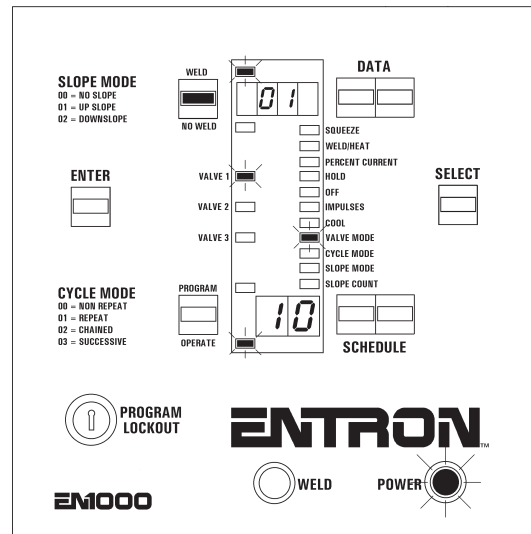 SLOPE MODE
00 = NO SLOPE
01 = UP SLOPE
02 = DOWNSLOPE
WELD
NO WELD
01
DATA
SQUEEZE
WELD/HEAT
PERCENT CURRENT
HOLD
OFF
IMPULSES
COOL
VALVE MODE
CYCLE MODE
SLOPE MODE
SLOPE COUNT
ENTER
VALVE 1
VALVE 2
VALVE 3
SELECT
CYCLE MODE
00 = NON REPEAT
01 = REPEAT
02 = CHAINED
03 = SUCCESSIVE
PROGRAM
OPERATE
10
SCHEDULE
PROGRAM
LOCKOUT
ENTRON™
WELD
POWER
EN1000